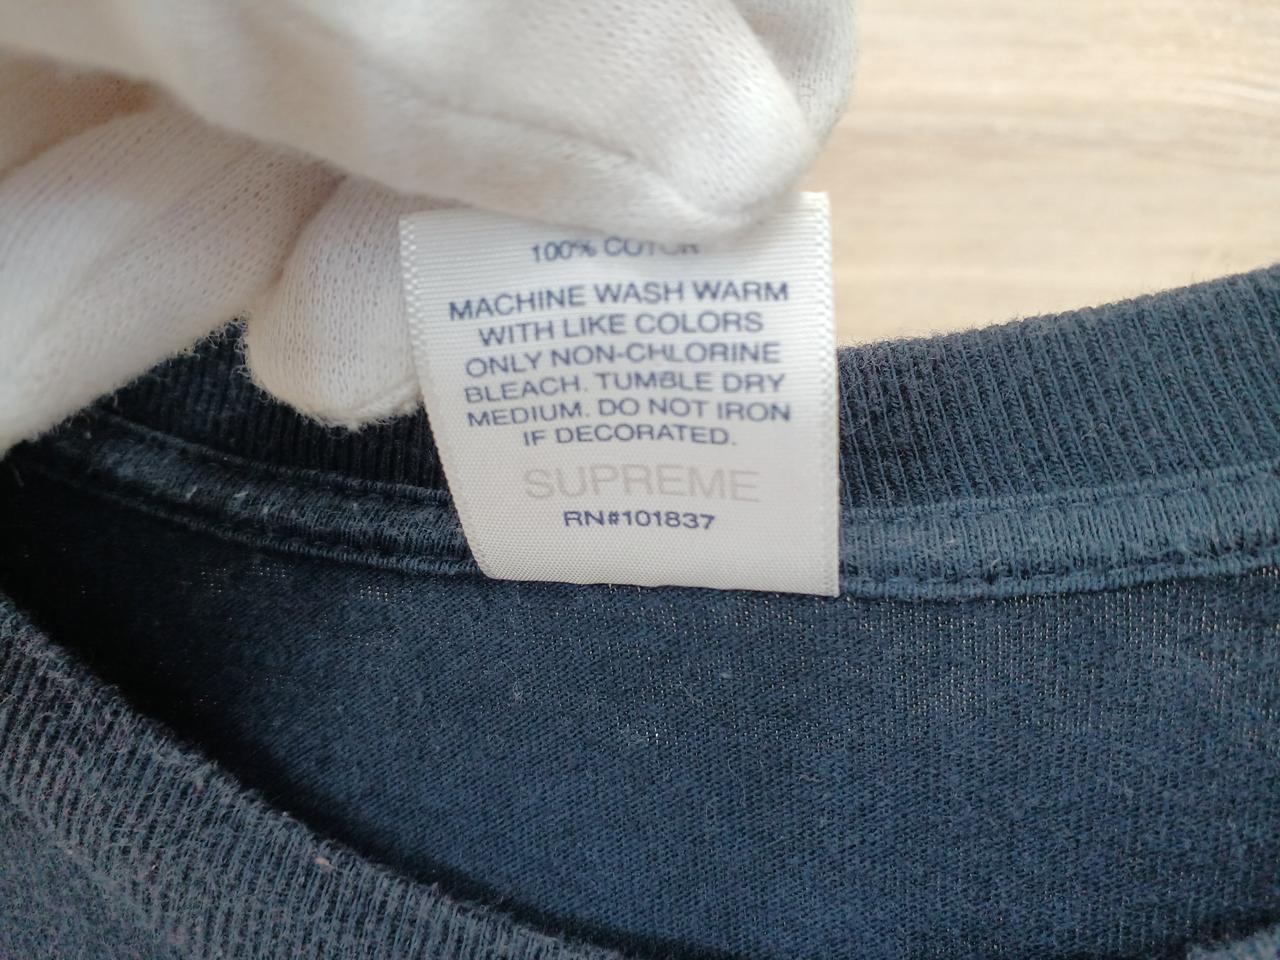 100% COTTON
MACHINE WASH WARM
WITH LIKE COLORS
ONLY NON-CHLORINE
BLEACH. TUMBLE DRY
MEDIUM. DO NOT IRON
IF DECORATED.
SUPREME
RN#101837